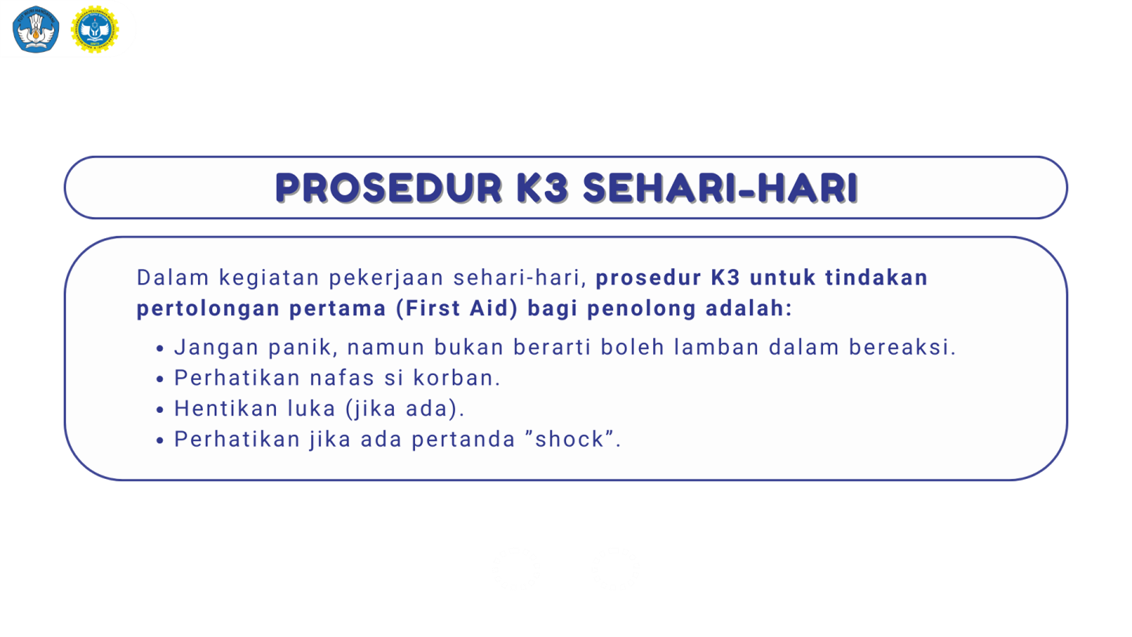 PROSEDUR K3 SEHARI-HARI
Dalam kegiatan pekerjaan sehari-hari, prosedur K3 untuk tindakan
pertolongan pertama (First Aid) bagi penolong adalah:
• Jangan panik, namun bukan berarti boleh lamban dalam bereaksi.
• Perhatikan nafas si korban.
• Hentikan luka (jika ada).
• Perhatikan jika ada pertanda ”shock”.